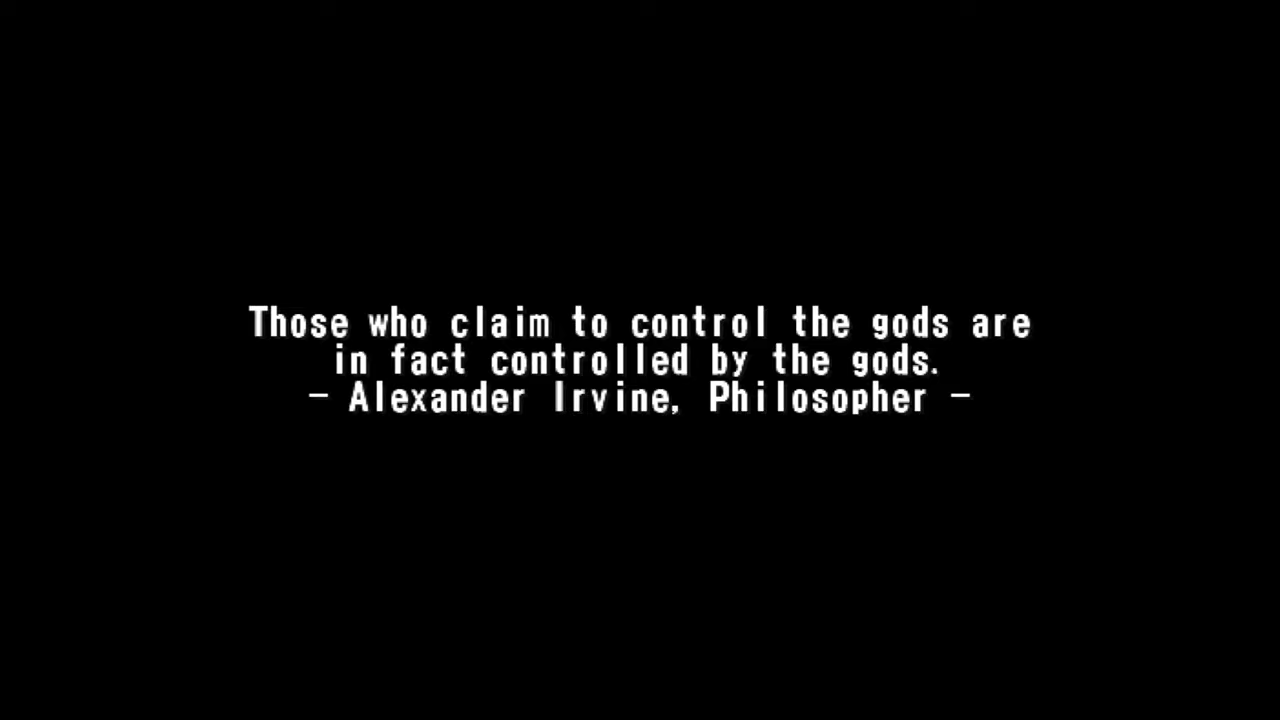 Those who claim to control the gods are
in fact controlled by the gods.
- Alexander Irvine, Philosopher -